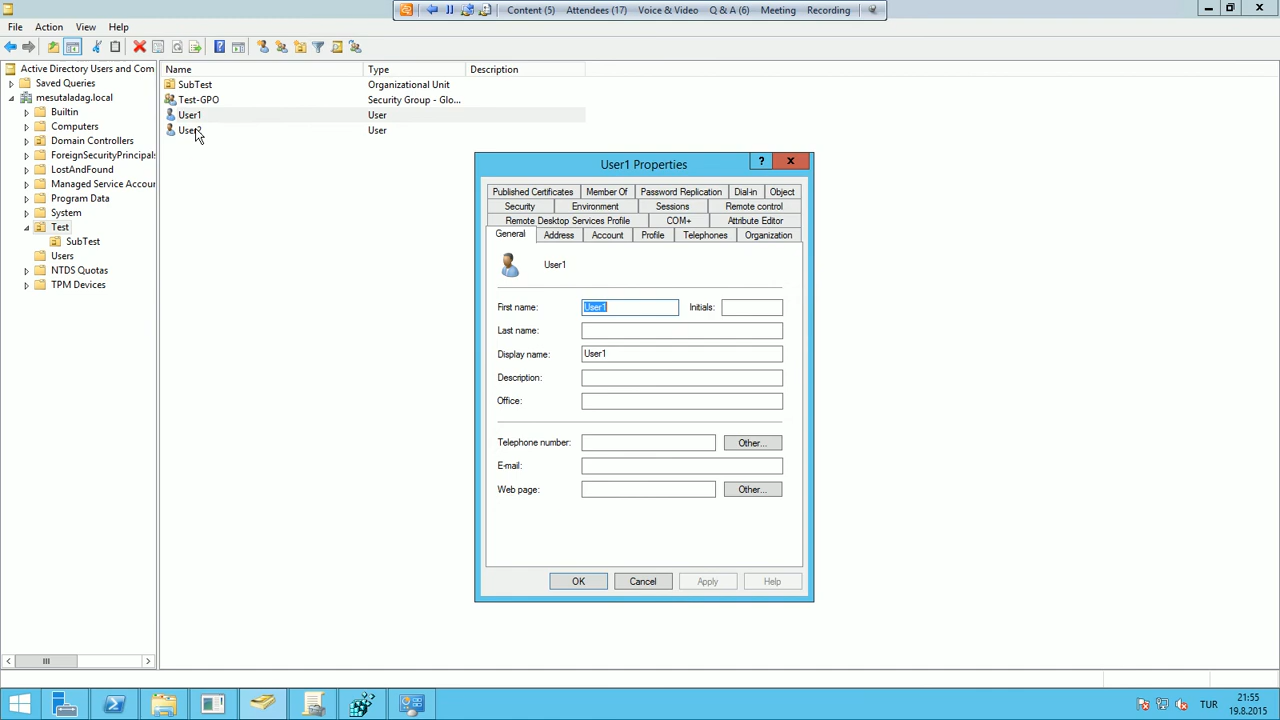 Content (5) Attendees (17) Voice & Video Q & A (6) Meeting Recording
File Action View Help
Active Directory Users and Com
Saved Queries
mesutaladag.local
Builtin
Computers
Domain Controllers
ForeignSecurityPrincipals
LostAndFound
Managed Service Accour
Program Data
System
Test
SubTest
Users
NTDS Quotas
TPM Devices
Name Type Description
SubTest Organizational Unit
Test-GPO Security Group - Glo...
User1 User
User2 User
User1 Properties
Published Certificates Member Of Password Replication Dial-in Object
Security Environment Sessions Remote control
Remote Desktop Services Profile COM+ Attribute Editor
General Address Account Profile Telephones Organization
User1
First name: User1 Initials:
Last name:
Display name: User1
Description:
Office:
Telephone number: Other...
E-mail:
Web page: Other...
OK Cancel Apply Help
TUR
21:55
19.8.2015